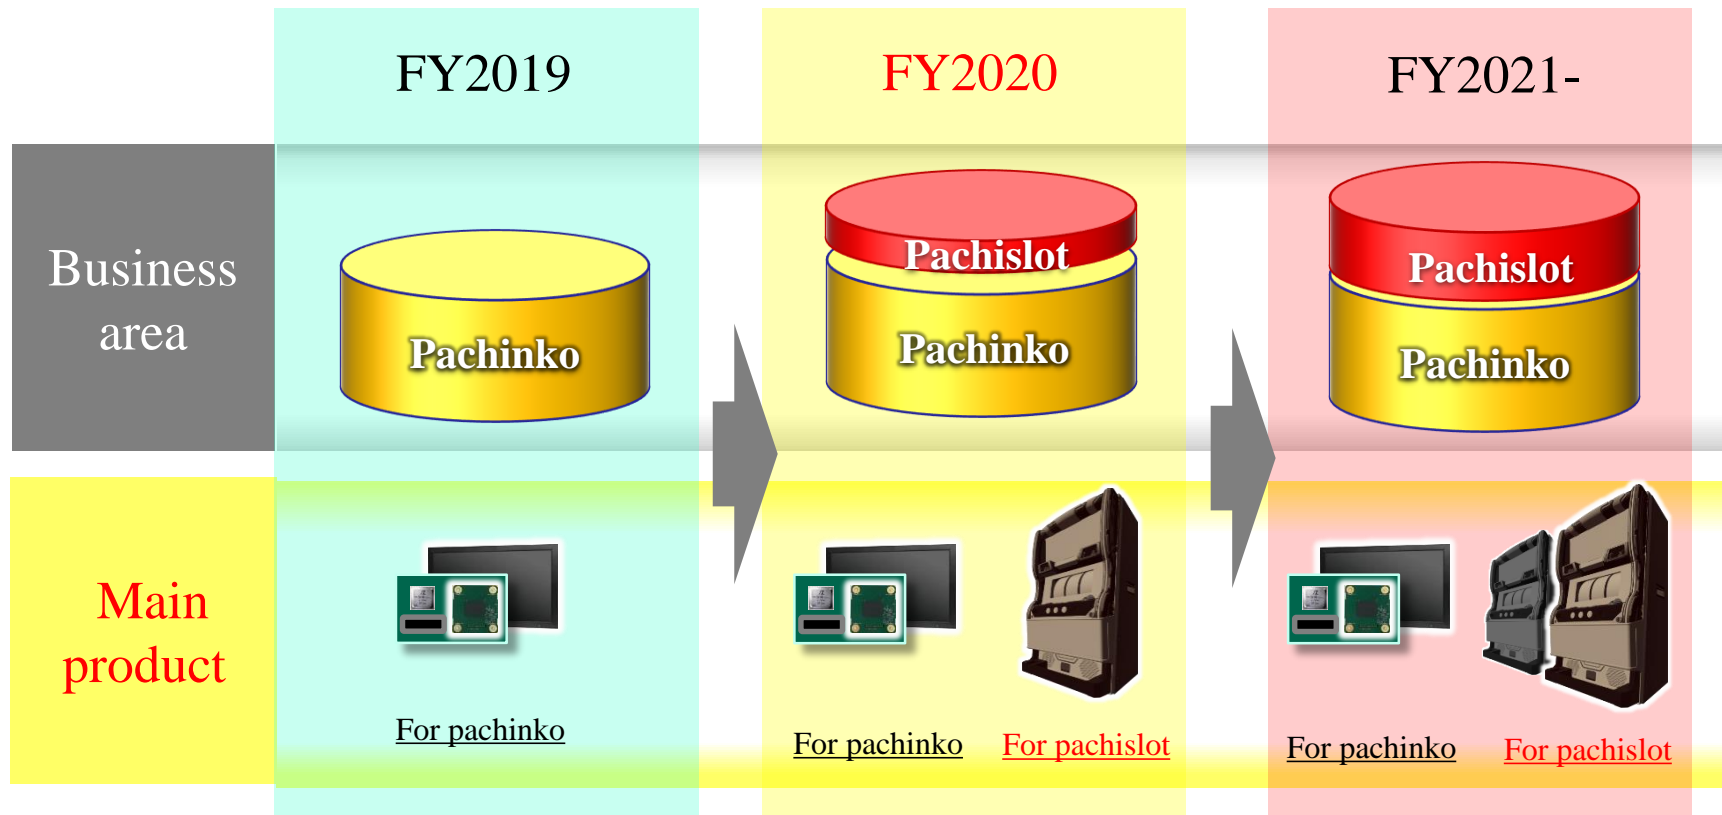 FY2019
FY2020
FY2021-
Business
area
Pachinko
Pachislot
Pachinko
Pachislot
Pachinko
Main
product
For pachinko
For pachinko
For pachislot
For pachinko
For pachislot